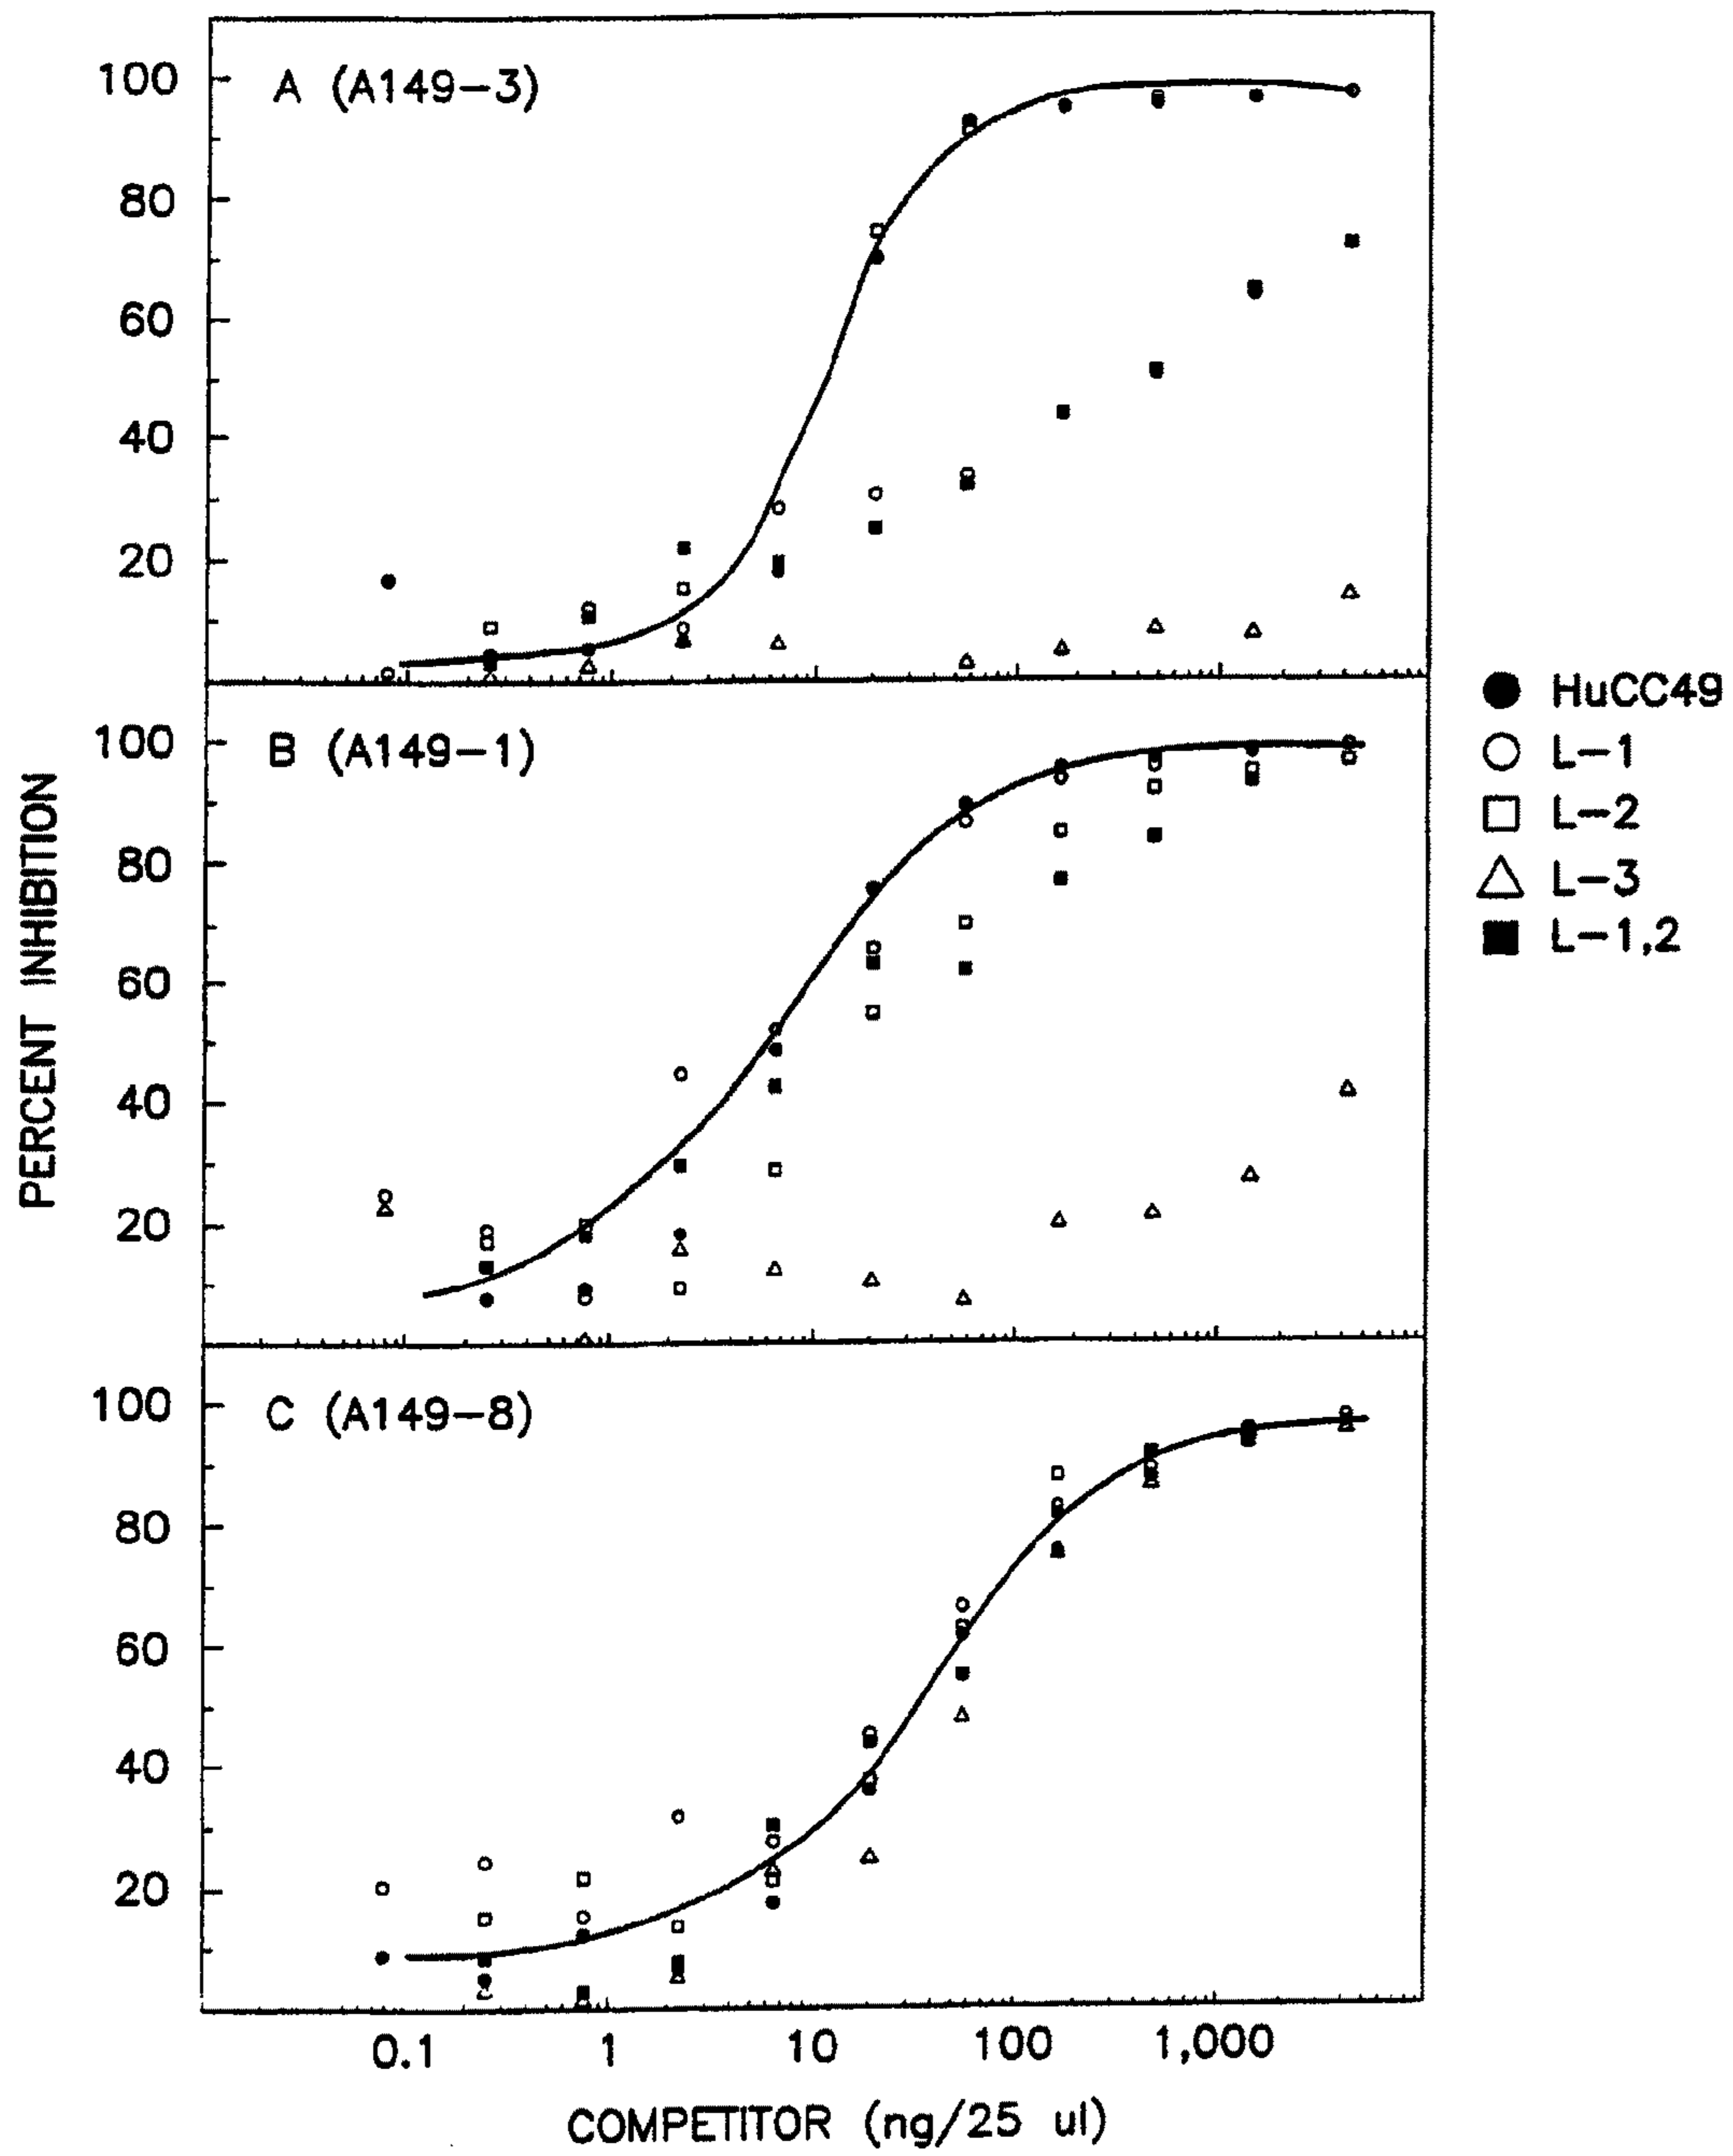 A (A149-3)
100
80
60
40
20
B (A149-1)
100
80
60
40
20
C (A149-8)
100
80
60
40
20
0.1 1 10 100 1,000
PERCENT INHIBITION
COMPETITOR (ng/25 ul)
HuCC49
L-1
L-2
L-3
L-1,2